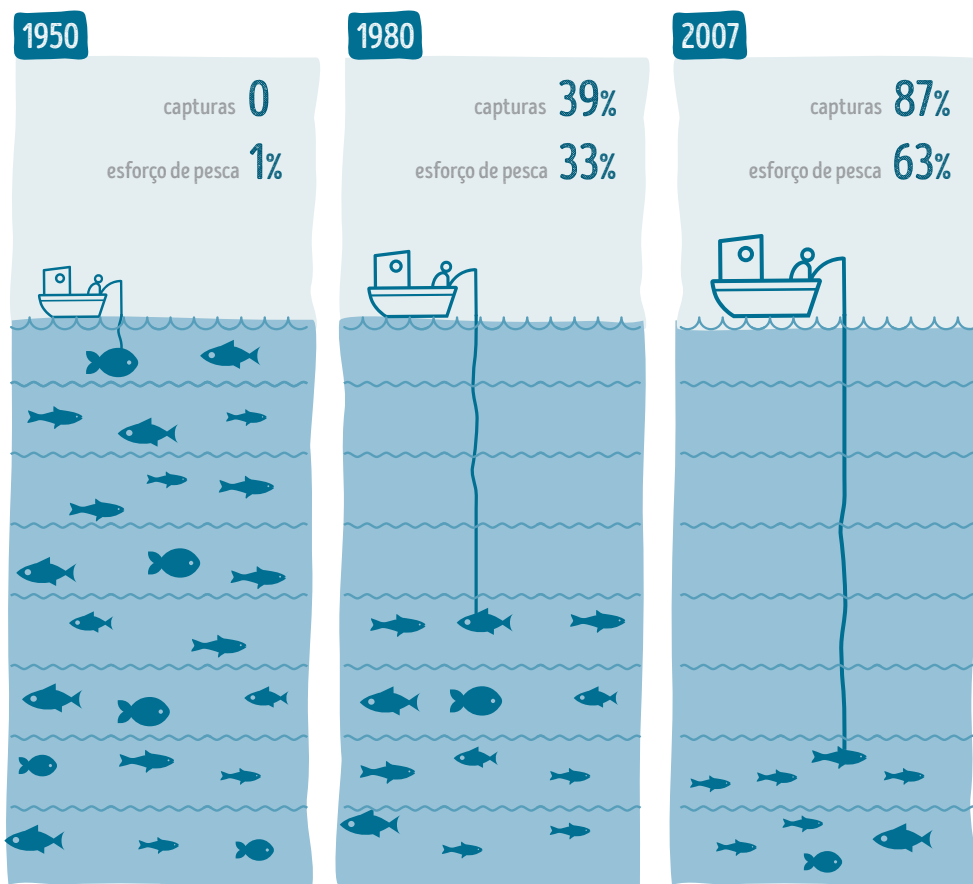 1950
capturas 0
esforço de pesca 1%
1980
capturas 39%
esforço de pesca 33%
2007
capturas 87%
esforço de pesca 63%